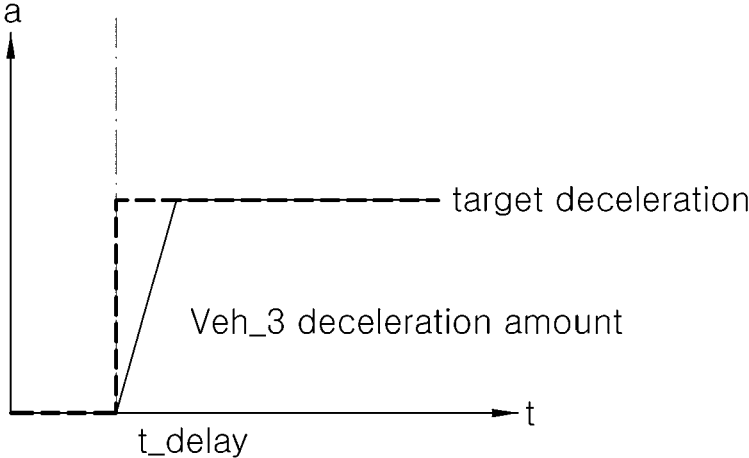 a
target deceleration
Veh_3 deceleration amount
t
t_delay